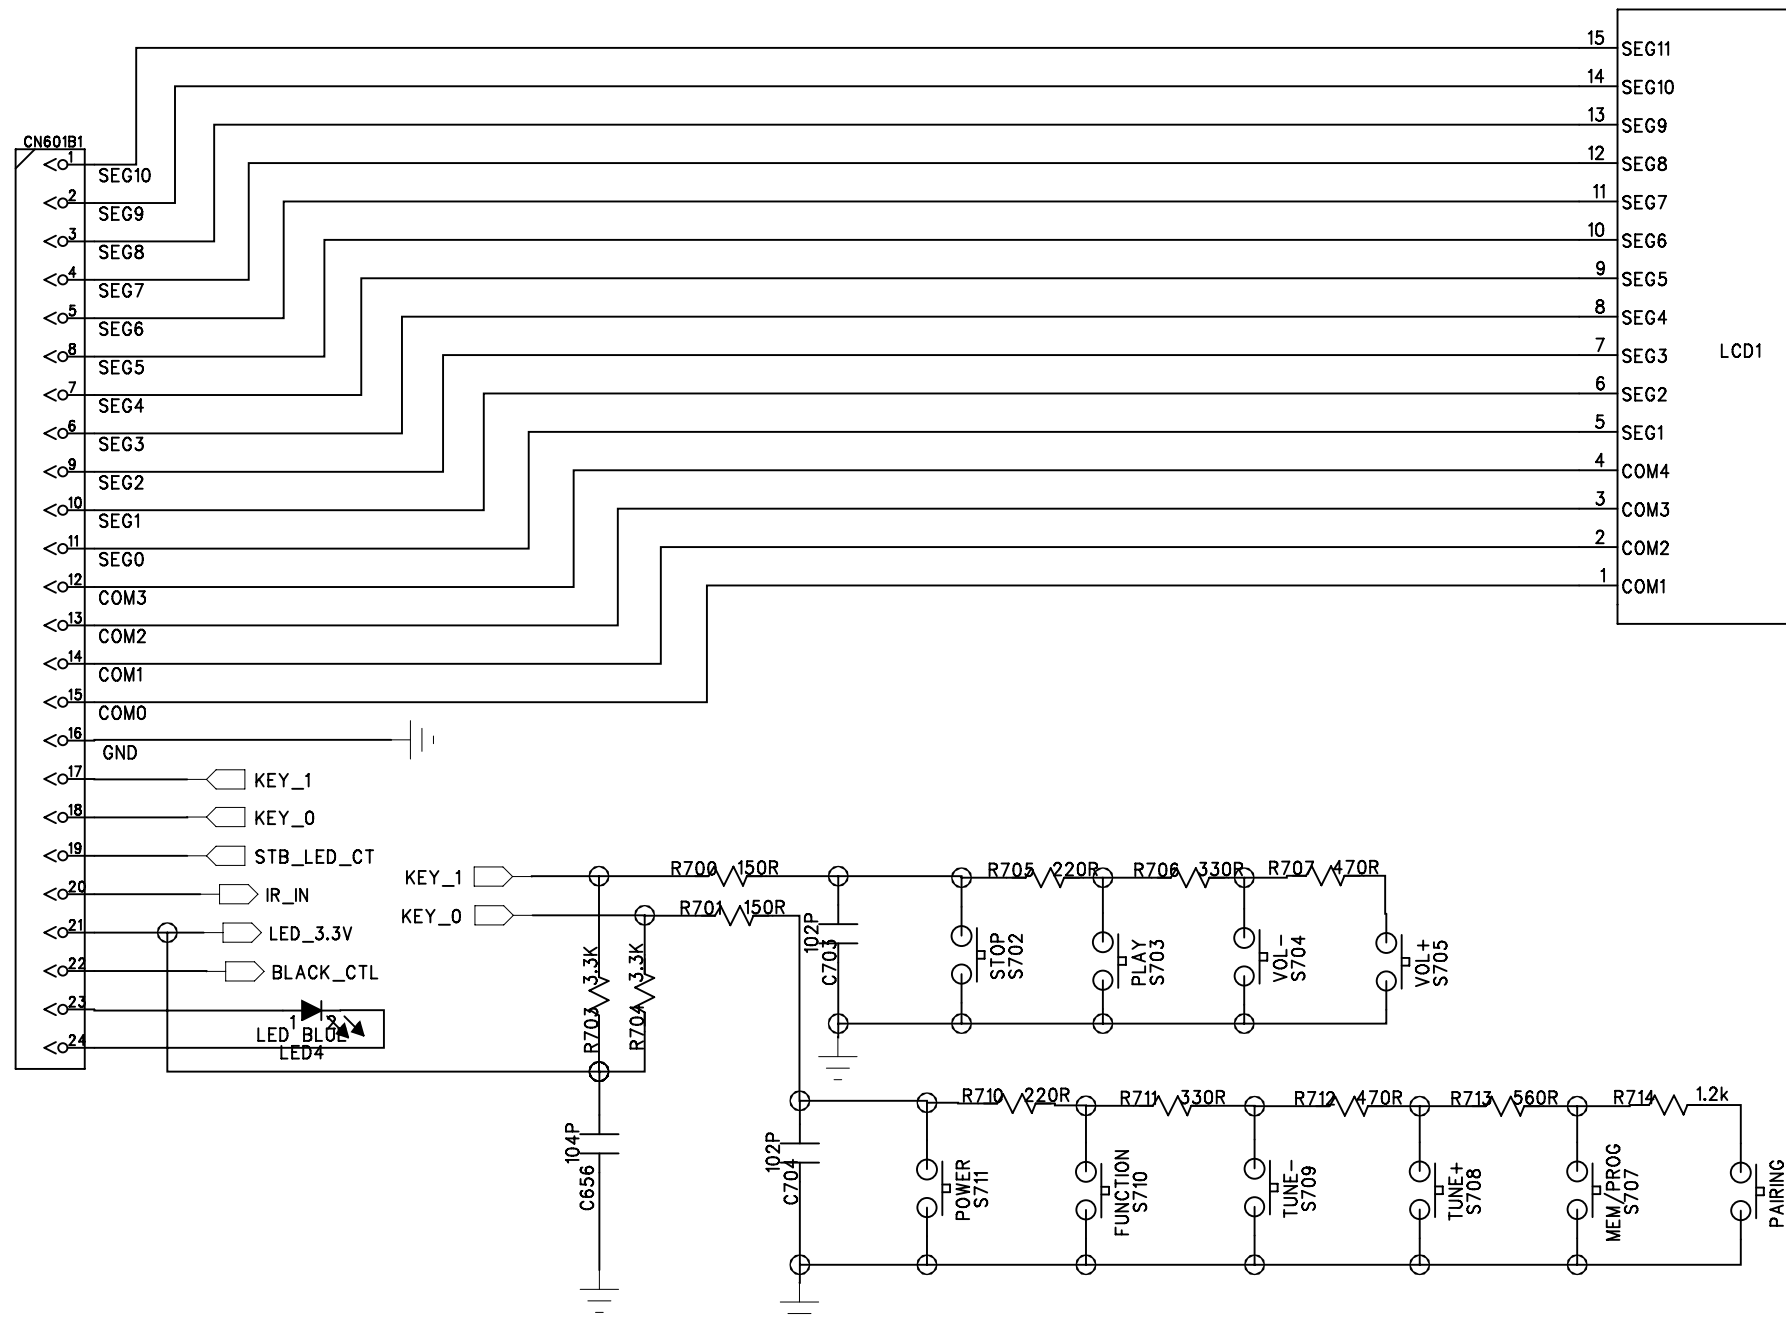 CN601B1
1
SEG10
2
SEG9
3
SEG8
4
SEG7
5
SEG6
8
SEG5
7
SEG4
6
SEG3
9
SEG2
10
SEG1
11
SEG0
12
COM3
13
COM2
14
COM1
15
COM0
16
GND
17
KEY_1
18
KEY_0
19
STB_LED_CT
20
IR_IN
21
LED_3.3V
22
BLACK_CTL
23
1 2
LED_BLUE
LED4
24
15 SEG11
14 SEG10
13 SEG9
12 SEG8
11 SEG7
10 SEG6
9 SEG5
8 SEG4
7 SEG3
6 SEG2
5 SEG1
4 COM4
3 COM3
2 COM2
1 COM1
LCD1
KEY_1
R700 150R
R705 220R
R706 330R
R707 470R
KEY_0
R701 150R
R703 3.3K
R704 3.3K
102P
C703
STOP
S702
PLAY
S703
VOL-
S704
VOL+
S705
104P
C656
102P
C704
R710 220R
R711 330R
R712 470R
R713 560R
R714 1.2k
POWER
S711
FUNCTION
S710
TUNE-
S709
TUNE+
S708
MEM/PROG
S707
PAIRING